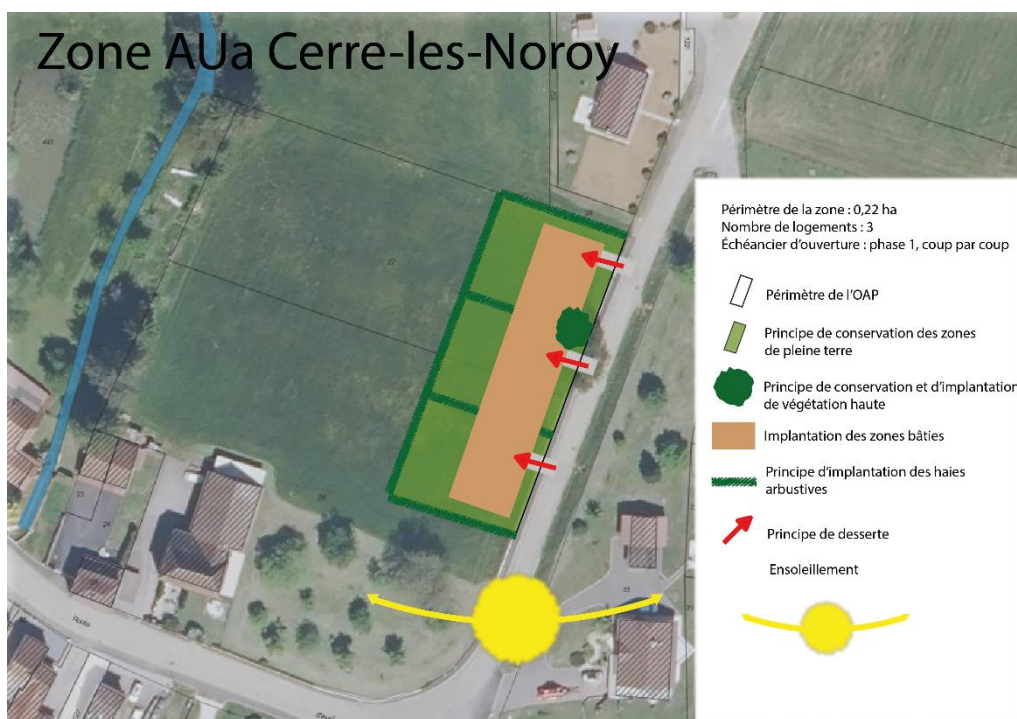 Zone AUa Cerre-les-Noroy
Périmètre de la zone : 0,22 ha
Nombre de logements : 3
Échéancier d'ouverture : phase 1, coup par coup
Périmètre de l'OAP
Principe de conservation des zones
de pleine terre
Principe de conservation et d'implantation
de végétation haute
Implantation des zones bâties
Principe d'implantation des haies
arbustives
Principe de desserte
Ensoleillement
Route